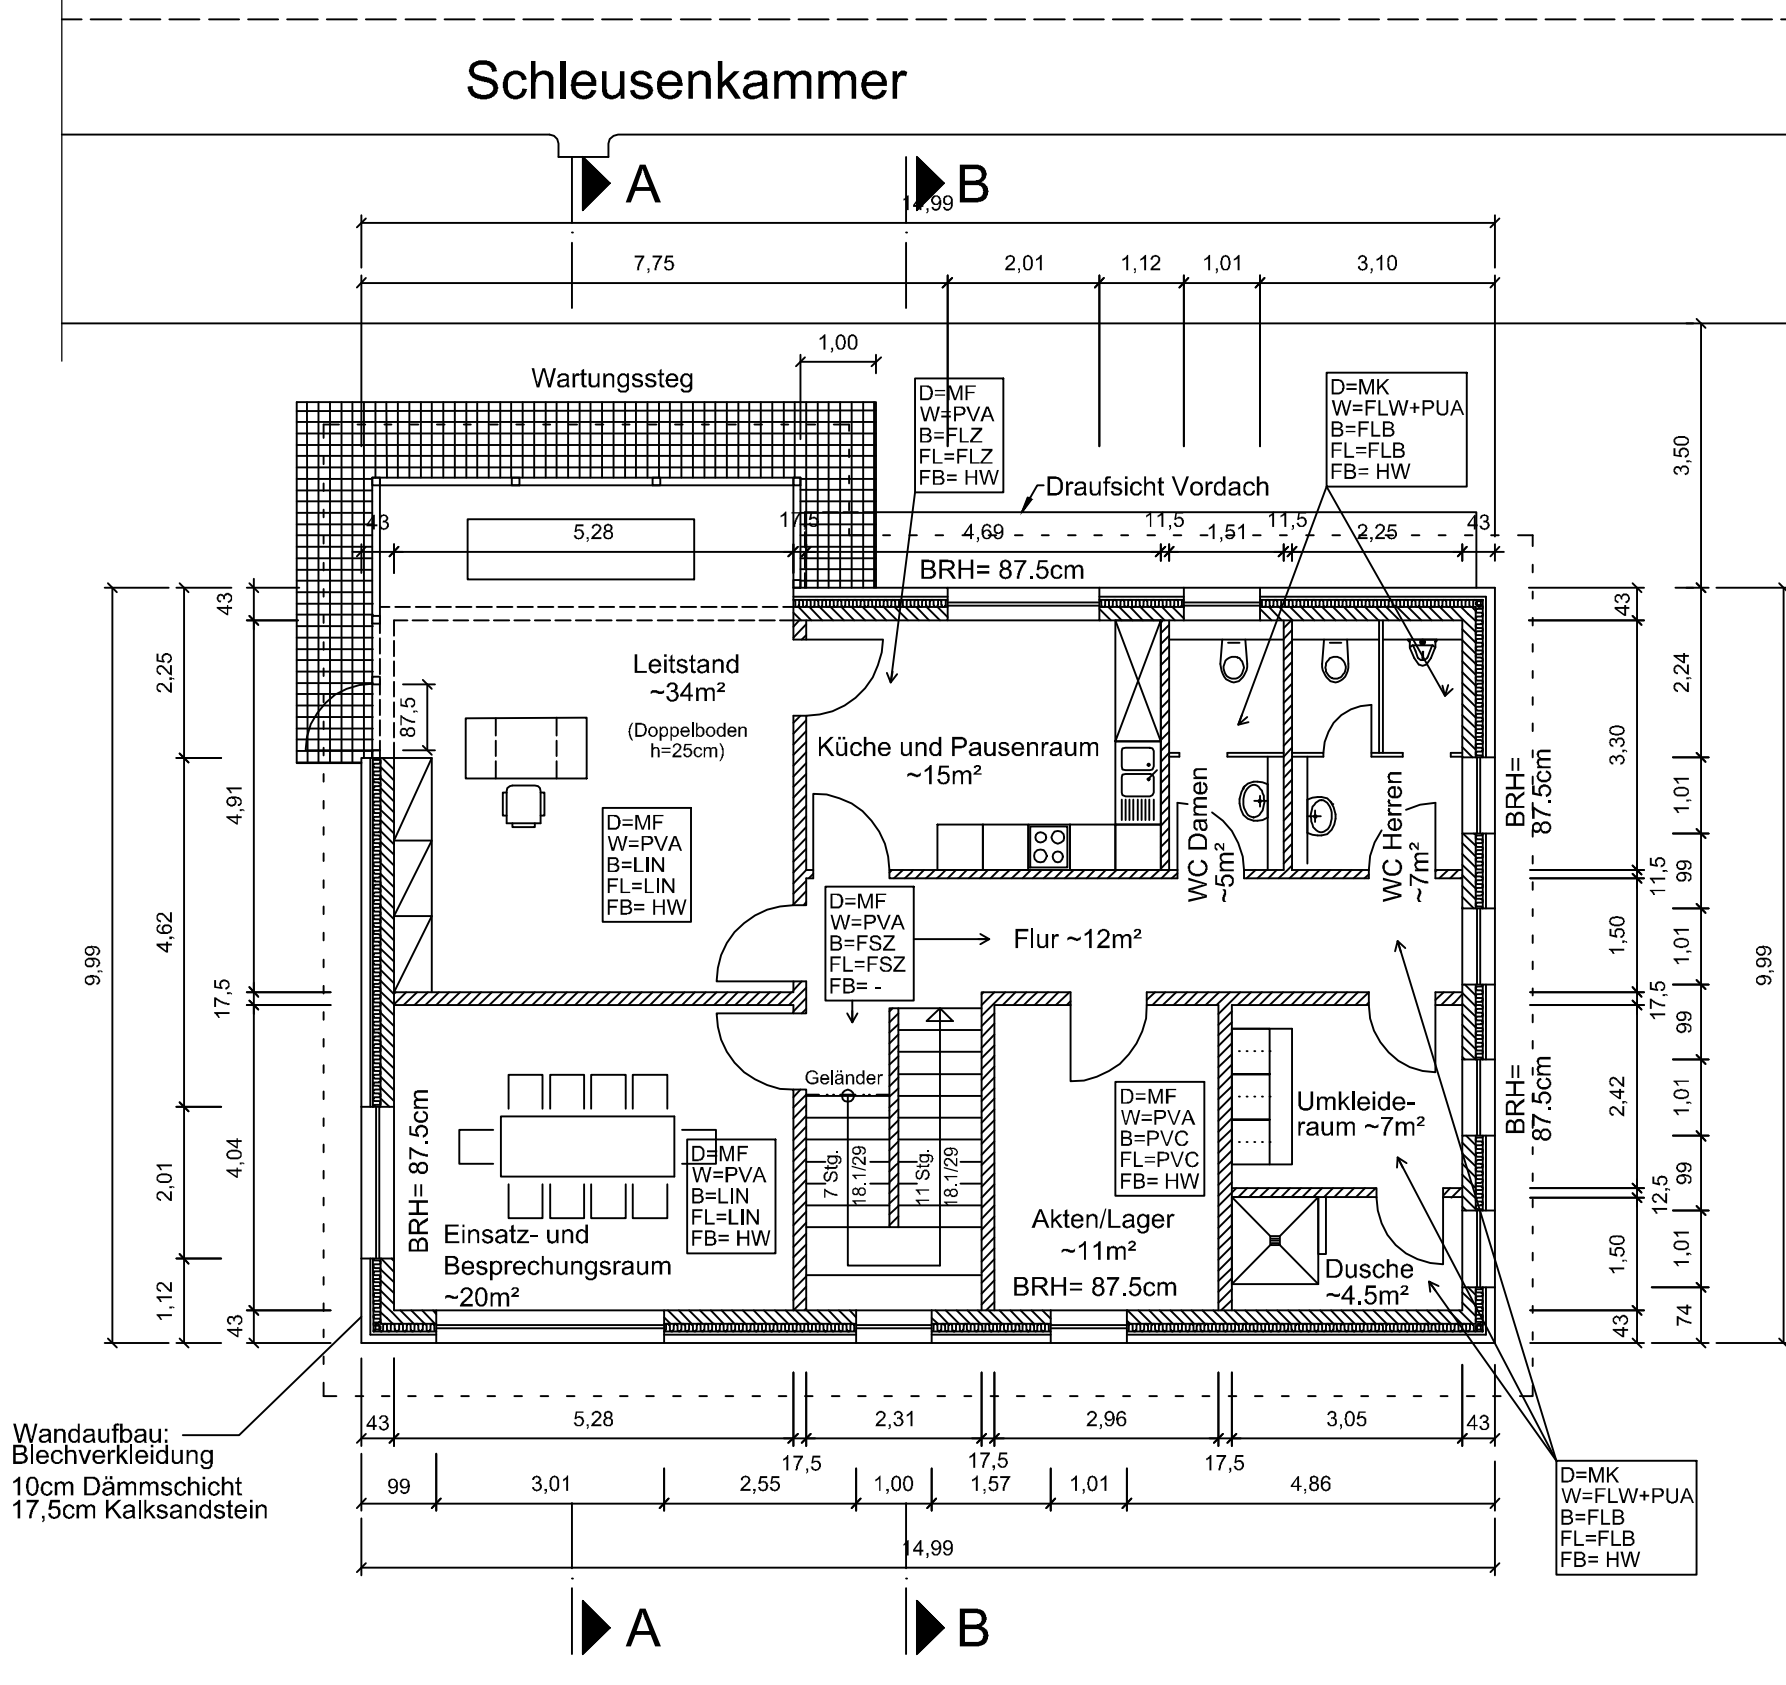 Schleusenkammer
A
B
14,99
7,75
2,01
1,12
1,01
3,10
1,00
Wartungssteg
D=MF
W=PVA
B=FLZ
FL=FLZ
FB= HW
D=MK
W=FLW+PUA
B=FLB
FL=FLB
FB= HW
3,50
Draufsicht Vordach
43
5,28
17,5
4,69
11,5
1,51
11,5
2,25
43
BRH= 87.5cm
43
2,25
4,91
4,62
9,99
17,5
4,04
2,01
1,12
43
87,5
Leitstand
~34m²
(Doppelboden
h=25cm)
D=MF
W=PVA
B=LIN
FL=LIN
FB= HW
Küche und Pausenraum
~15m²
WC Damen
~5m²
WC Herren
~7m²
BRH=
87.5cm
43
2,24
3,30
1,01
11,5
99
1,50
1,01
17,5
99
2,42
1,01
12,5
99
1,50
1,01
43
74
9,99
D=MF
W=PVA
B=FSZ
FL=FSZ
FB= -
Flur ~12m²
BRH=
87.5cm
Geländer
7 Stg.
18.1/29
11 Stg.
18.1/29
D=MF
W=PVA
B=PVC
FL=PVC
FB= HW
Umkleide-
raum ~7m²
BRH= 87.5cm
D=MF
W=PVA
B=LIN
FL=LIN
FB= HW
Einsatz- und
Besprechungsraum
~20m²
Akten/Lager
~11m²
BRH= 87.5cm
Dusche
~4.5m²
Wandaufbau:
Blechverkleidung
10cm Dämmschicht
17,5cm Kalksandstein
43
5,28
17,5
2,31
17,5
2,96
17,5
3,05
43
99
3,01
2,55
1,00
1,57
1,01
4,86
14,99
D=MK
W=FLW+PUA
B=FLB
FL=FLB
FB= HW
A
B